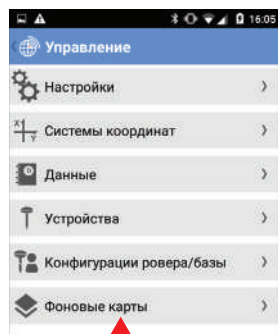 16:05
Управление
Настройки
Системы координат
Данные
Устройства
Конфигурации ровера/базы
Фоновые карты